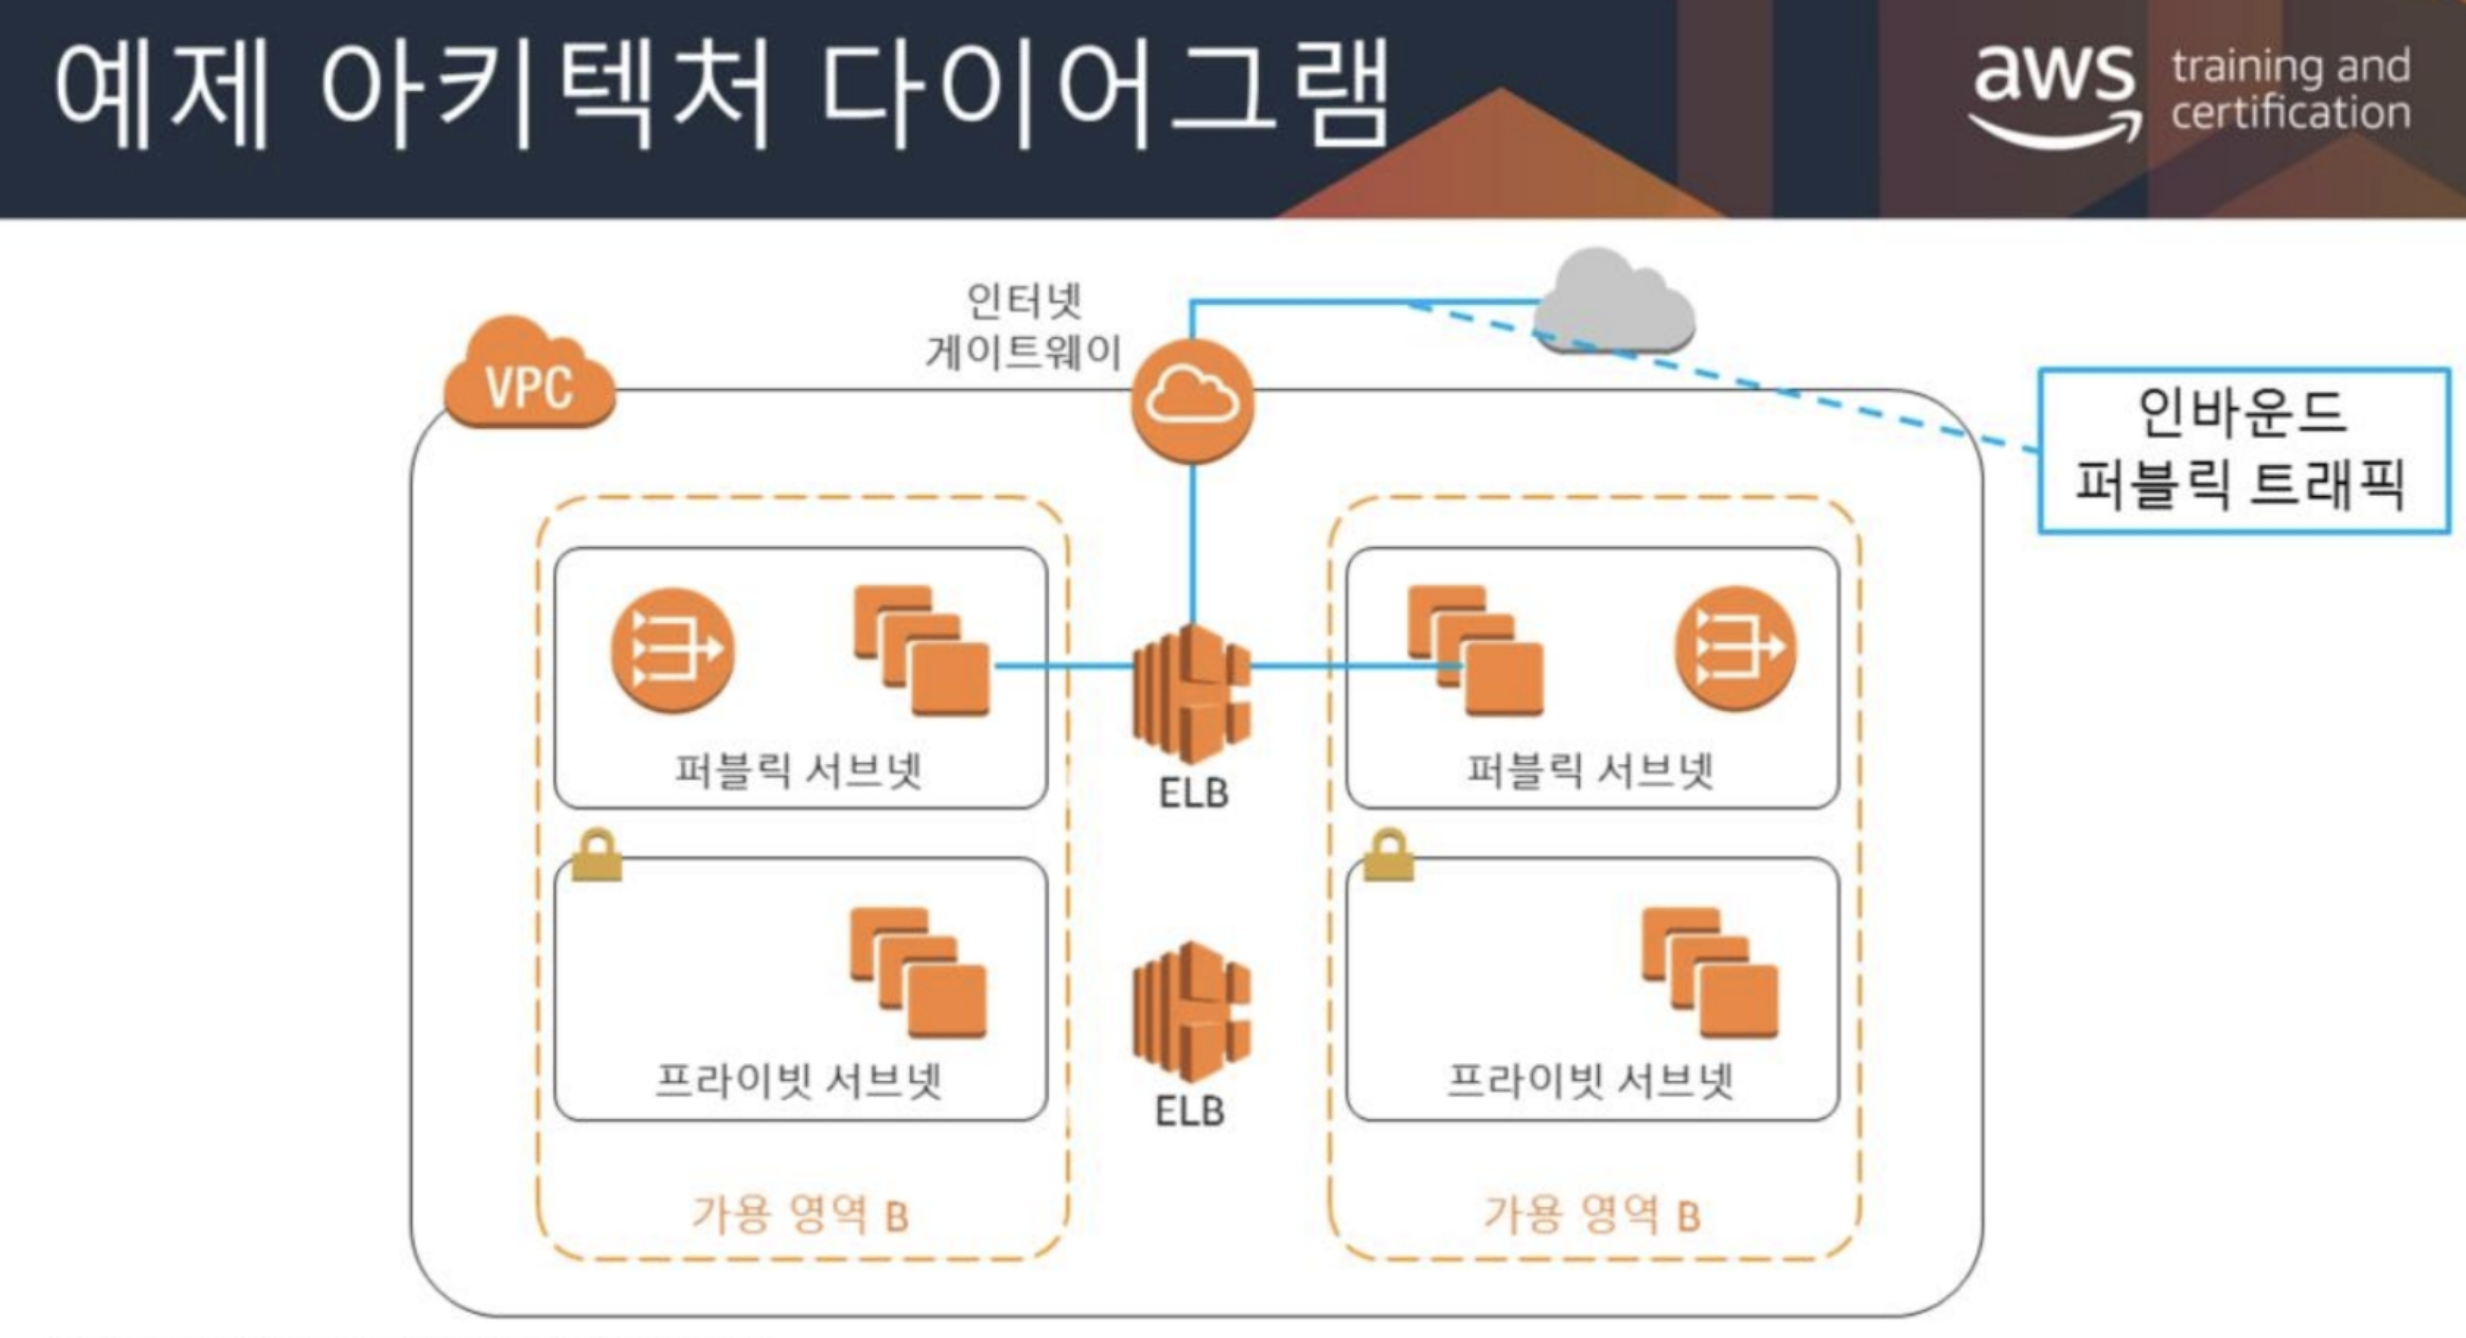 예제 아키텍처 다이어그램
aws
training and
certification
인터넷
게이트웨이
VPC
인바운드
퍼블릭 트래픽
퍼블릭 서브넷
ELB
퍼블릭 서브넷
프라이빗 서브넷
ELB
프라이빗 서브넷
가용 영역 B
가용 영역 B